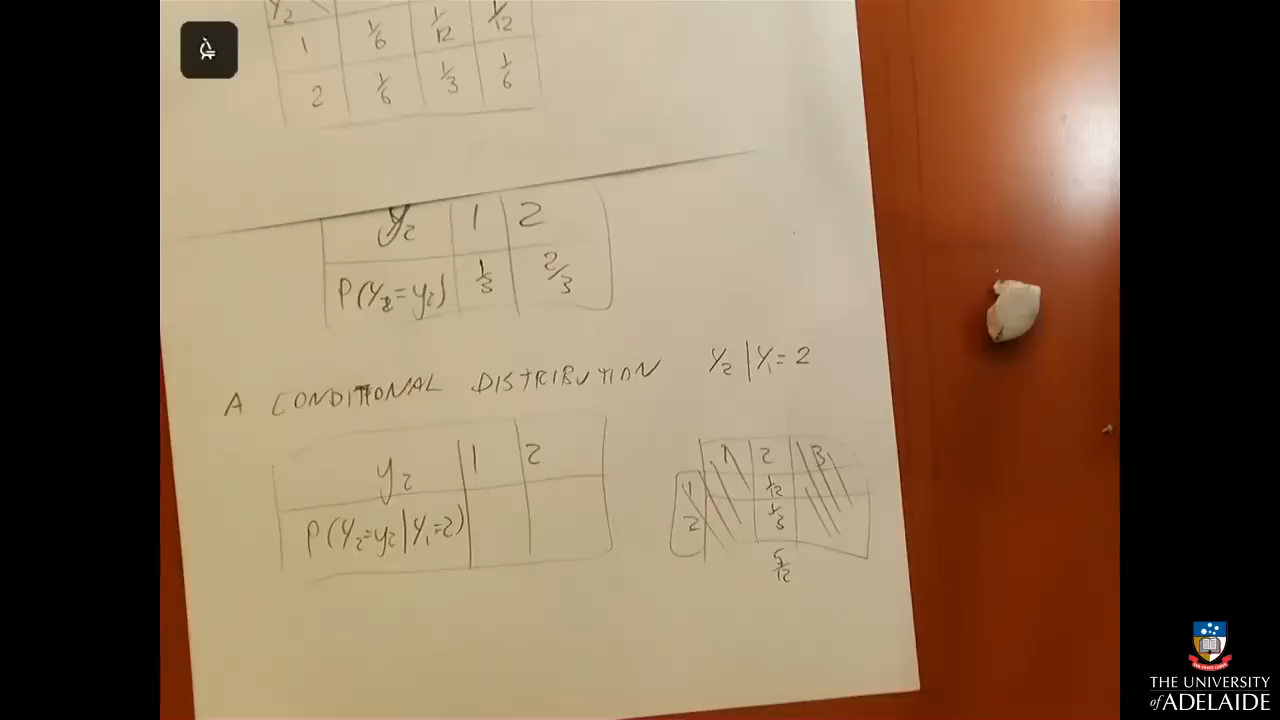 Y2
1 1/6 1/12 1/12
2 1/6 1/3 1/6
y2 1 2
P(Y2=y2) 1/3 2/3
A CONDITIONAL DISTRIBUTION Y2|Y1=2
y2 1 2
P(Y2=y2|Y1=2)
1 2 3
1 1/12
2 1/3
5/12
THE UNIVERSITY
of ADELAIDE